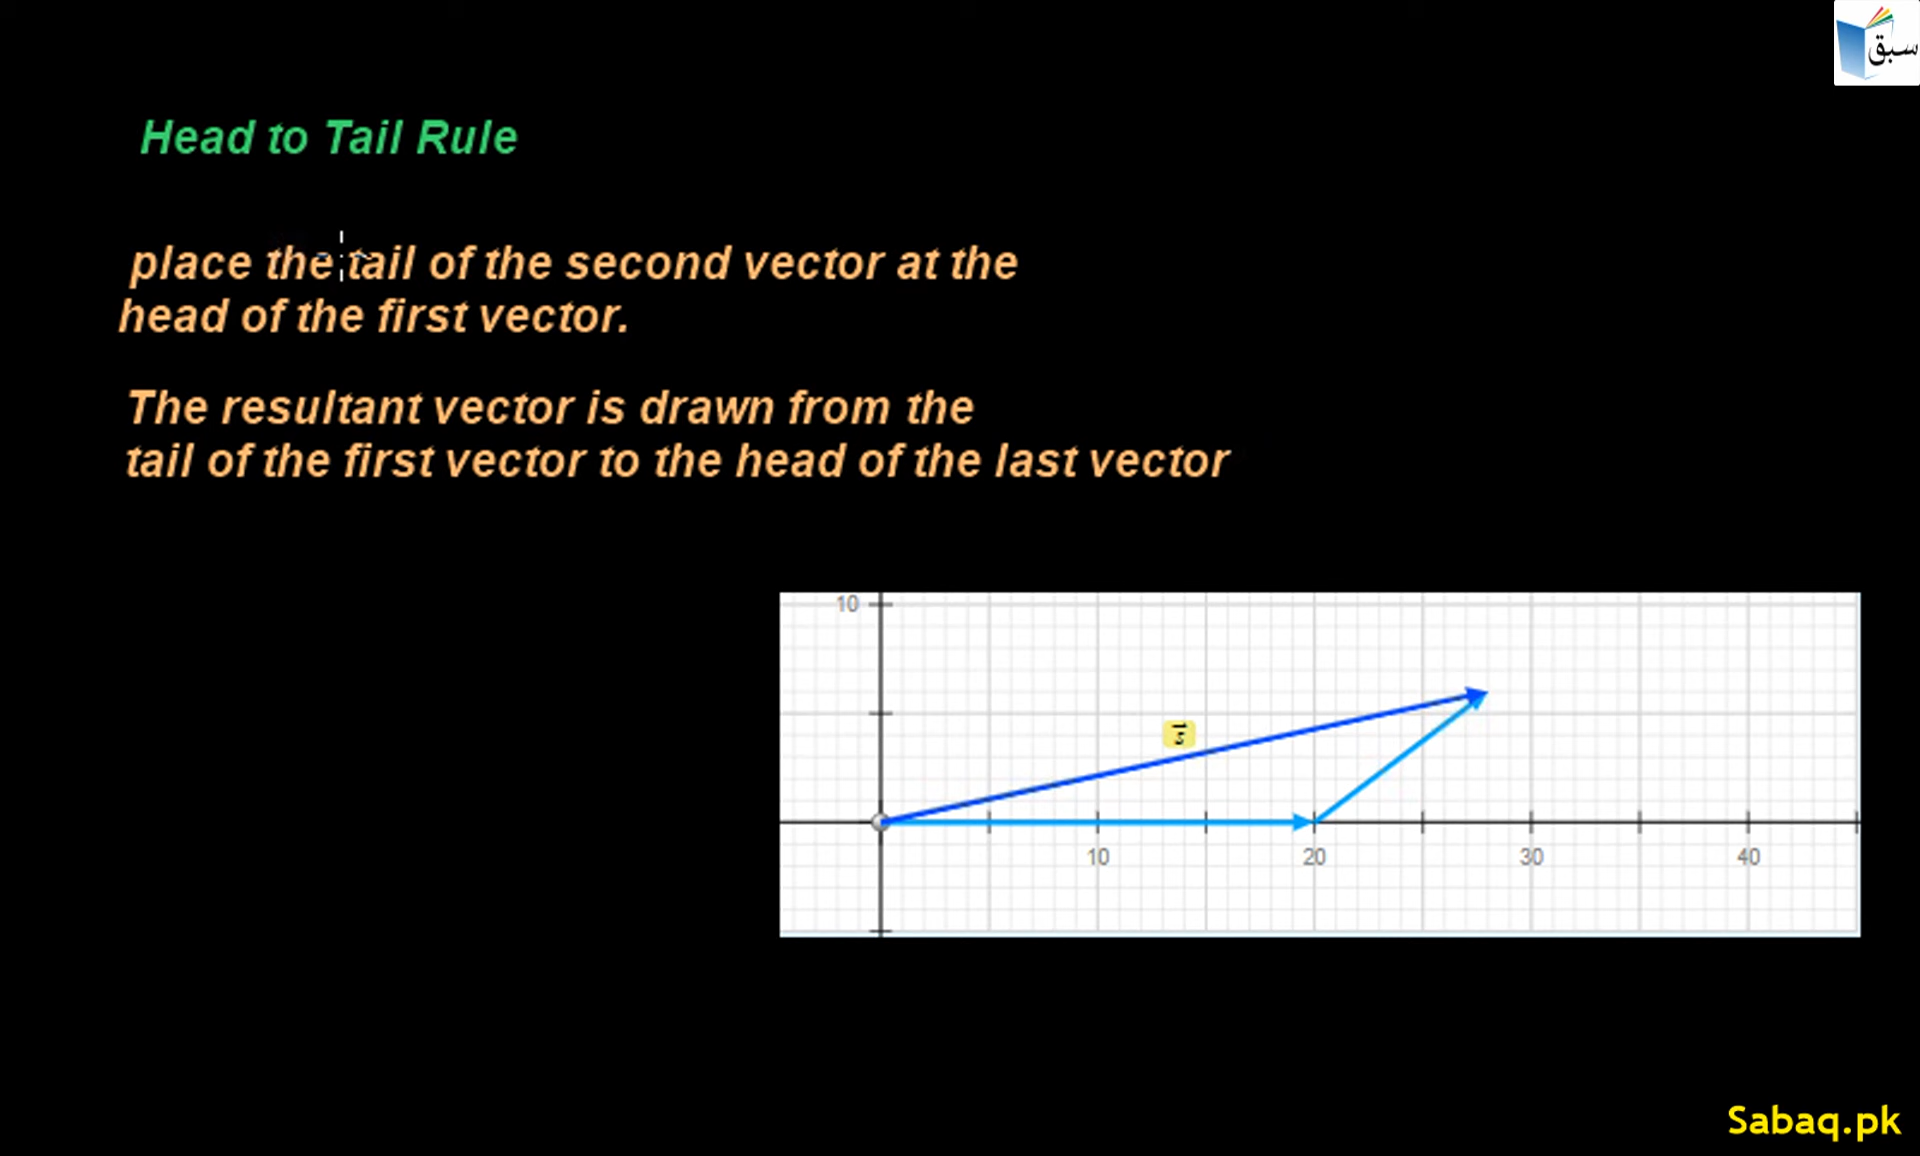 سبق
Head to Tail Rule
place the tail of the second vector at the
head of the first vector.
The resultant vector is drawn from the
tail of the first vector to the head of the last vector
10
s
10 20 30 40
Sabaq.pk